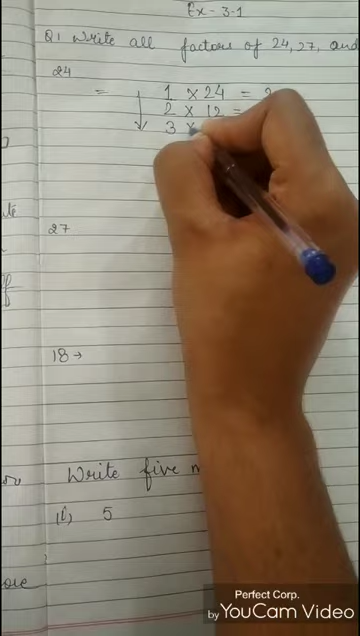 Ex - 3.1
Q1 Write all factors of 24, 27, and
24
= 1 × 24 =
2 × 12 =
3 ×
27
18 →
Write five
(i) 5
Perfect Corp.
by YouCam Video